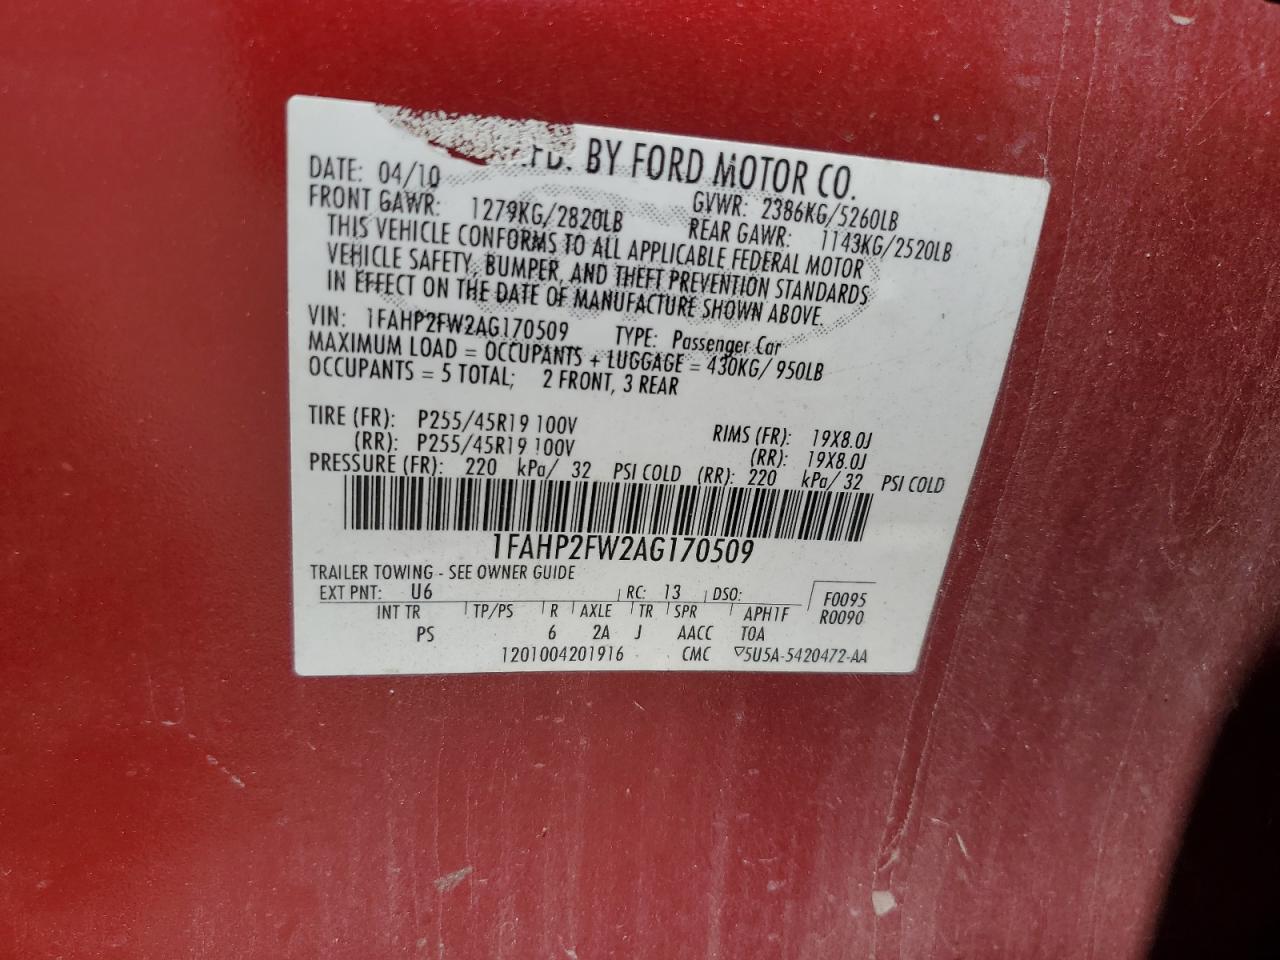 MFD. BY FORD MOTOR CO.
DATE: 04/10 GVWR: 2386KG/5260LB
FRONT GAWR: 1279KG/2820LB REAR GAWR: 1143KG/2520LB
THIS VEHICLE CONFORMS TO ALL APPLICABLE FEDERAL MOTOR
VEHICLE SAFETY, BUMPER, AND THEFT PREVENTION STANDARDS
IN EFFECT ON THE DATE OF MANUFACTURE SHOWN ABOVE.
VIN: 1FAHP2FW2AG170509 TYPE: Passenger Car
MAXIMUM LOAD = OCCUPANTS + LUGGAGE = 430KG/ 950LB
OCCUPANTS = 5 TOTAL; 2 FRONT, 3 REAR
TIRE (FR): P255/45R19 100V RIMS (FR): 19X8.0J
(RR): P255/45R19 100V (RR): 19X8.0J
PRESSURE (FR): 220 kPa/ 32 PSI COLD (RR): 220 kPa/ 32 PSI COLD
1FAHP2FW2AG170509
TRAILER TOWING - SEE OWNER GUIDE
EXT PNT: U6 RC: 13 DSO: F0095
INT TR TP/PS R AXLE TR SPR APH1F R0090
PS 6 2A J AACC TOA
1201004201916 CMC ▽5U5A-5420472-AA